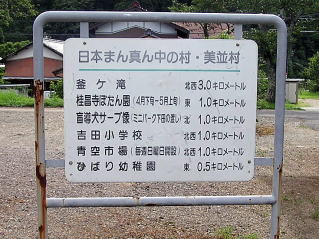 日本まん真ん中の村・美並村
釜ケ滝 北西3.0キロメートル
桂昌寺ぼたん園(4月下旬~5月上旬) 東 1.0キロメートル
盲導犬サーブ像(ミニパーク下田の憩い) 北 1.0キロメートル
吉田小学校 北西1.0キロメートル
青空市場(毎週日曜日開設) 北西1.0キロメートル
ひばり幼稚園 東 0.5キロメートル